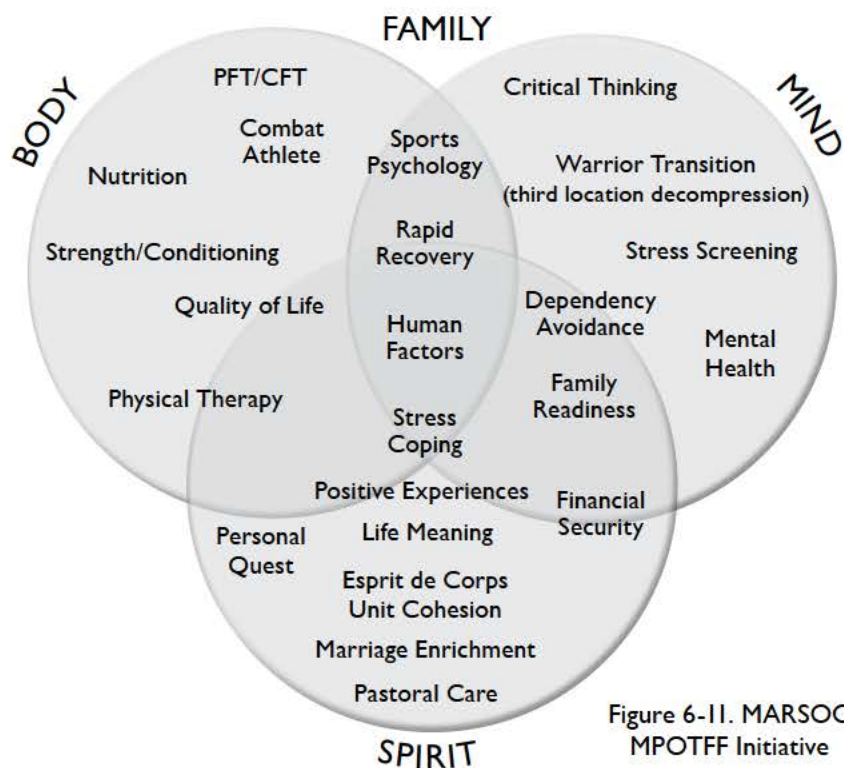 FAMILY
BODY
MIND
PFT/CFT
Combat
Athlete
Nutrition
Strength/Conditioning
Quality of Life
Physical Therapy
Sports
Psychology
Rapid
Recovery
Human
Factors
Stress
Coping
Critical Thinking
Warrior Transition
(third location decompression)
Stress Screening
Dependency
Avoidance
Mental
Health
Family
Readiness
Financial
Security
Positive Experiences
Personal
Quest
Life Meaning
Esprit de Corps
Unit Cohesion
Marriage Enrichment
Pastoral Care
SPIRIT
Figure 6-11. MARSOC
MPOTFF Initiative